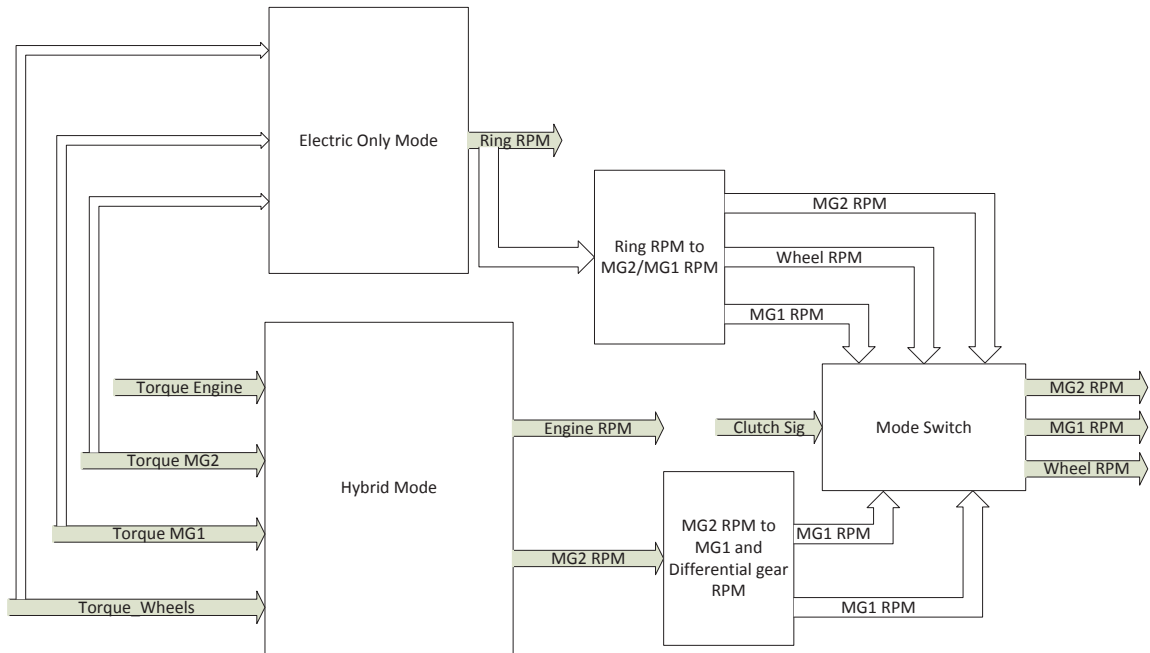 Electric Only Mode
Ring RPM
MG2 RPM
Ring RPM to
MG2/MG1 RPM
Wheel RPM
MG1 RPM
Torque Engine
MG2 RPM
Engine RPM
Clutch Sig
Mode Switch
MG1 RPM
Torque MG2
Wheel RPM
Hybrid Mode
Torque MG1
MG2 RPM
MG2 RPM to
MG1 and
Differential gear
RPM
MG1 RPM
Torque_Wheels
MG1 RPM